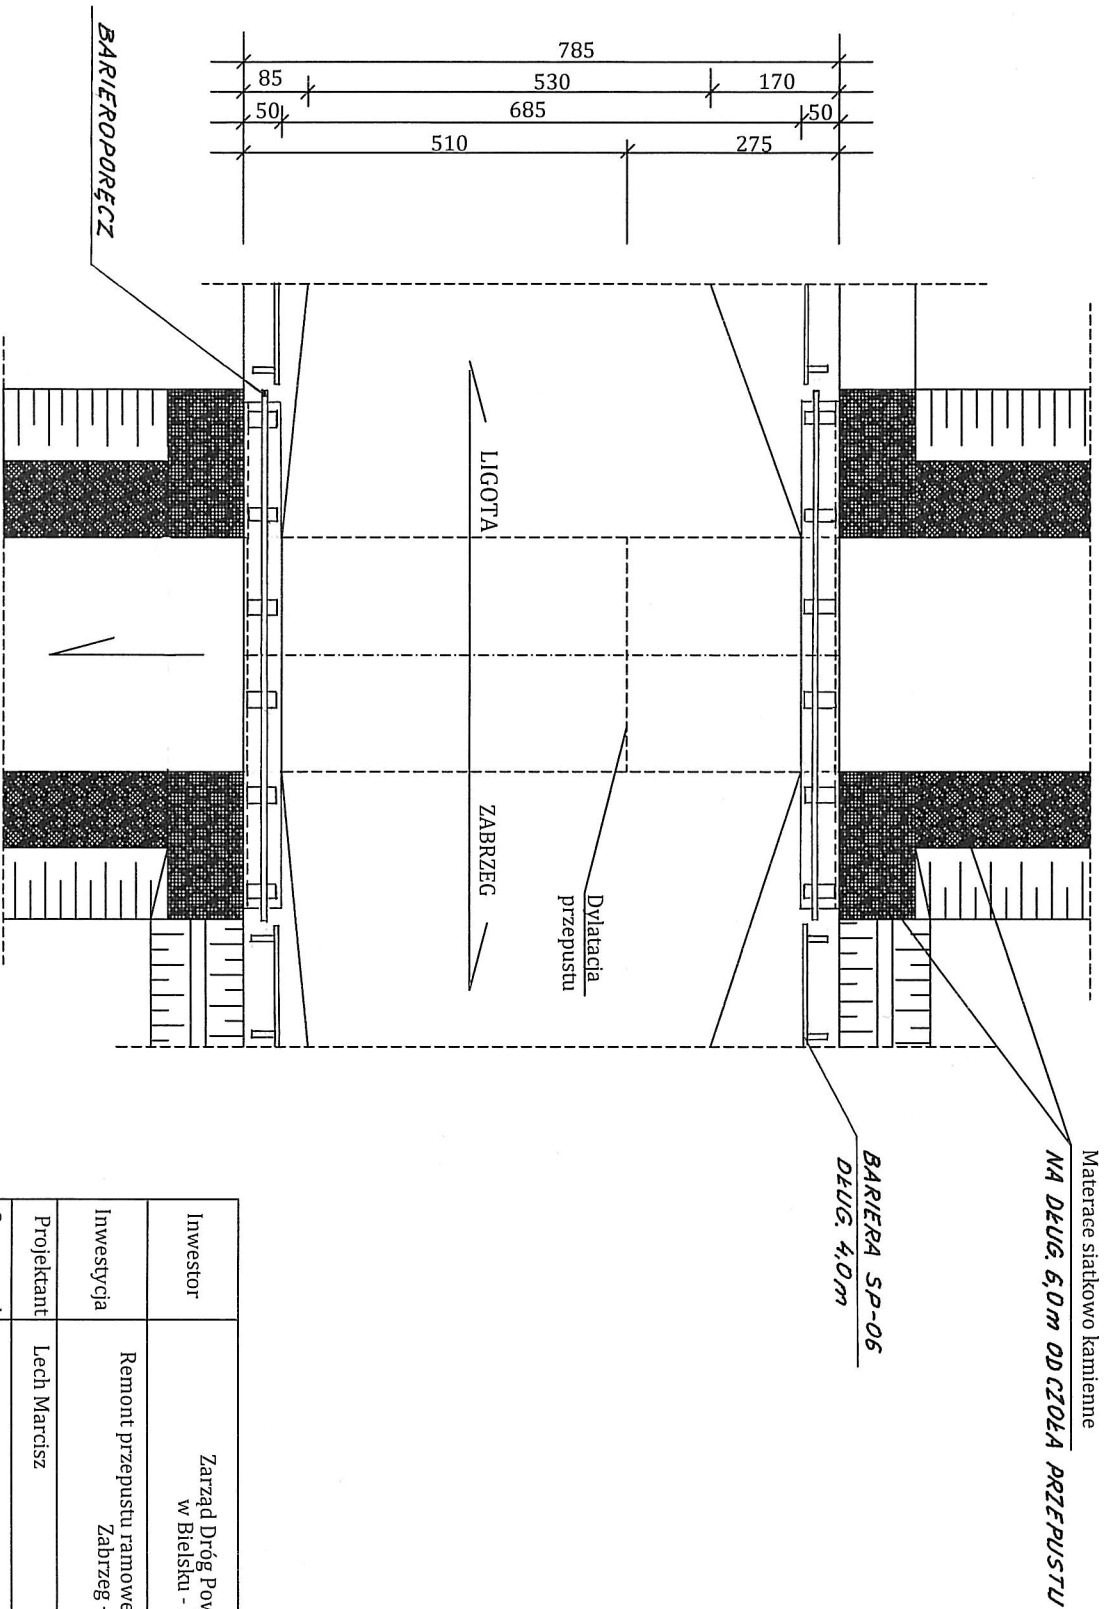 785
85 530 170
50 685 50
510 275
BARIEROPORĘCZ
LIGOTA
ZABRZEG
Dylatacja
przepustu
Materace siatkowo kamienne
NA DŁUG. 6,0m OD CZOŁA PRZEPUSTU
BARIERA SP-06
DŁUG. 4,0m
Inwestor
Zarząd Dróg Pow
w Bielsku -
Inwestycja
Remont przepustu ramowe
Zabrzeg -
Projektant
Lech Marcisz